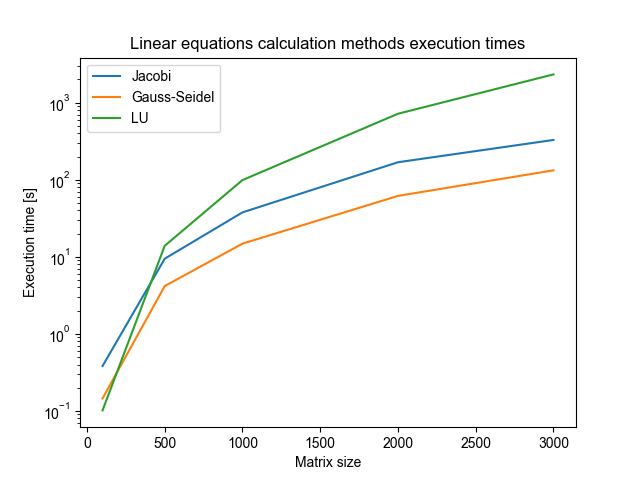 Linear equations calculation methods execution times
Jacobi
Gauss-Seidel
LU
Execution time [s]
10³
10²
10¹
10⁰
10⁻¹
0 500 1000 1500 2000 2500 3000
Matrix size